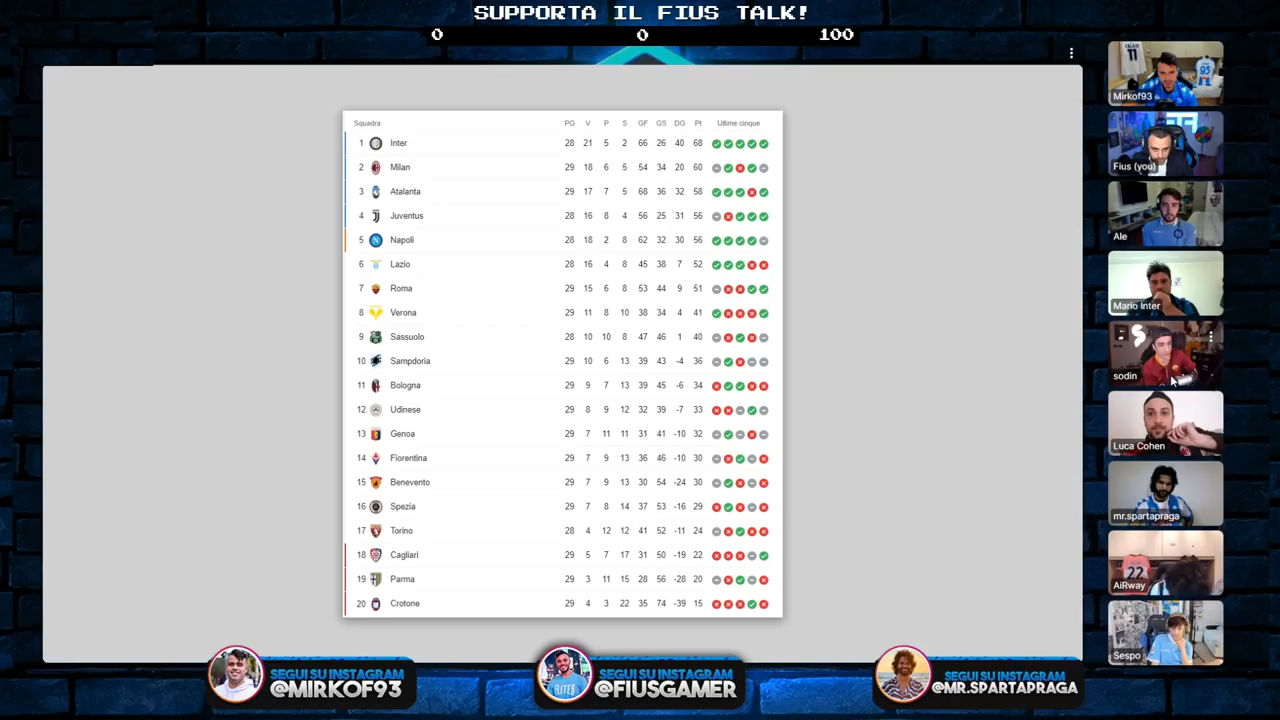 SUPPORTA IL FIUS TALK!
0 0 100
Squadra PG V P S GF GS DG Pt Ultime cinque
1 Inter 28 21 5 2 66 26 40 68
2 Milan 29 18 6 5 54 34 20 60
3 Atalanta 29 17 7 5 68 36 32 58
4 Juventus 28 16 8 4 56 25 31 56
5 Napoli 28 18 2 8 62 32 30 56
6 Lazio 28 16 4 8 45 38 7 52
7 Roma 29 15 6 8 53 44 9 51
8 Verona 29 11 8 10 38 34 4 41
9 Sassuolo 28 10 10 8 47 46 1 40
10 Sampdoria 29 10 6 13 39 43 -4 36
11 Bologna 29 9 7 13 39 45 -6 34
12 Udinese 29 8 9 12 32 39 -7 33
13 Genoa 29 7 11 11 31 41 -10 32
14 Fiorentina 29 7 9 13 36 46 -10 30
15 Benevento 29 7 9 13 30 54 -24 30
16 Spezia 29 7 8 14 37 53 -16 29
17 Torino 28 4 12 12 41 52 -11 24
18 Cagliari 29 5 7 17 31 50 -19 22
19 Parma 29 3 11 15 28 56 -28 20
20 Crotone 29 4 3 22 35 74 -39 15
11
95
Mirkof93
Fius (you)
Ale
Mario Inter
sodin
Luca Cohen
mr.spartapraga
22
AiRway
Sespo
SEGUI SU INSTAGRAM
@MIRKOF93
SEGUI SU INSTAGRAM
@FIUSGAMER
SEGUI SU INSTAGRAM
@MR.SPARTAPRAGA